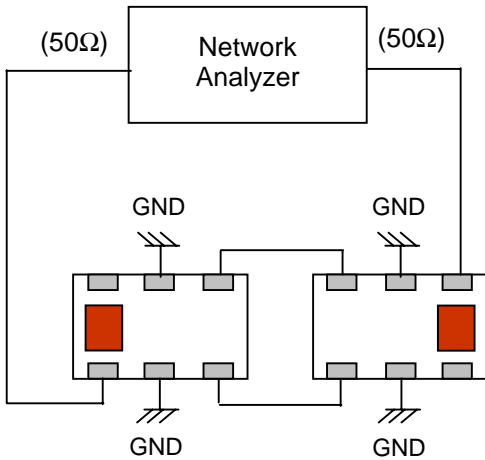 (50Ω)
Network
Analyzer
(50Ω)
GND
GND
GND
GND